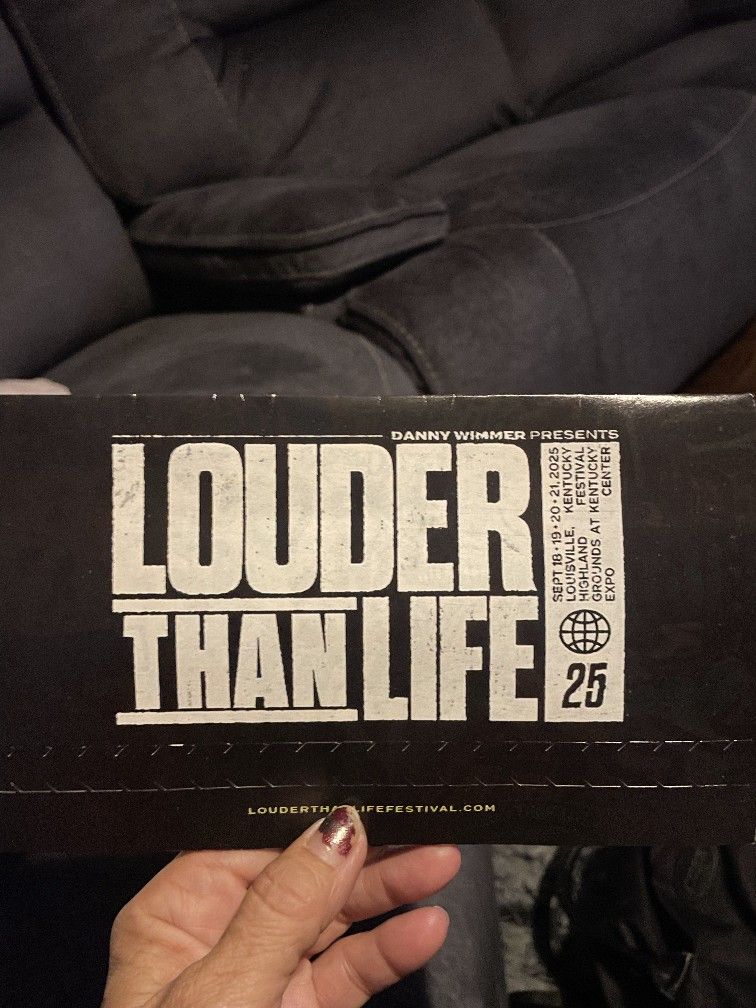 DANNY WIMMER PRESENTS
LOUDER
THAN LIFE
SEPT 18·19·20·21, 2025
LOUISVILLE, KENTUCKY
HIGHLAND FESTIVAL
GROUNDS AT KENTUCKY
EXPO CENTER
25